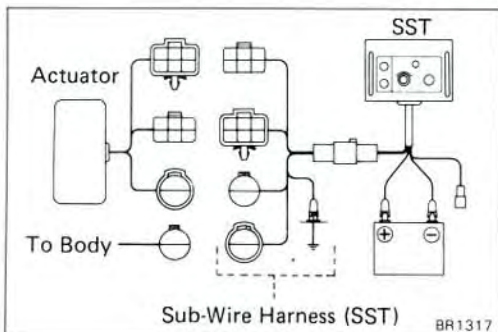 SST
Actuator
To Body
+ −
Sub-Wire Harness (SST)
BR1317